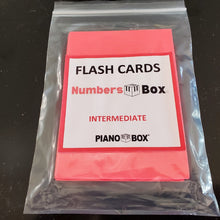 FLASH CARDS
Numbers Box
INTERMEDIATE
PIANO BOX®